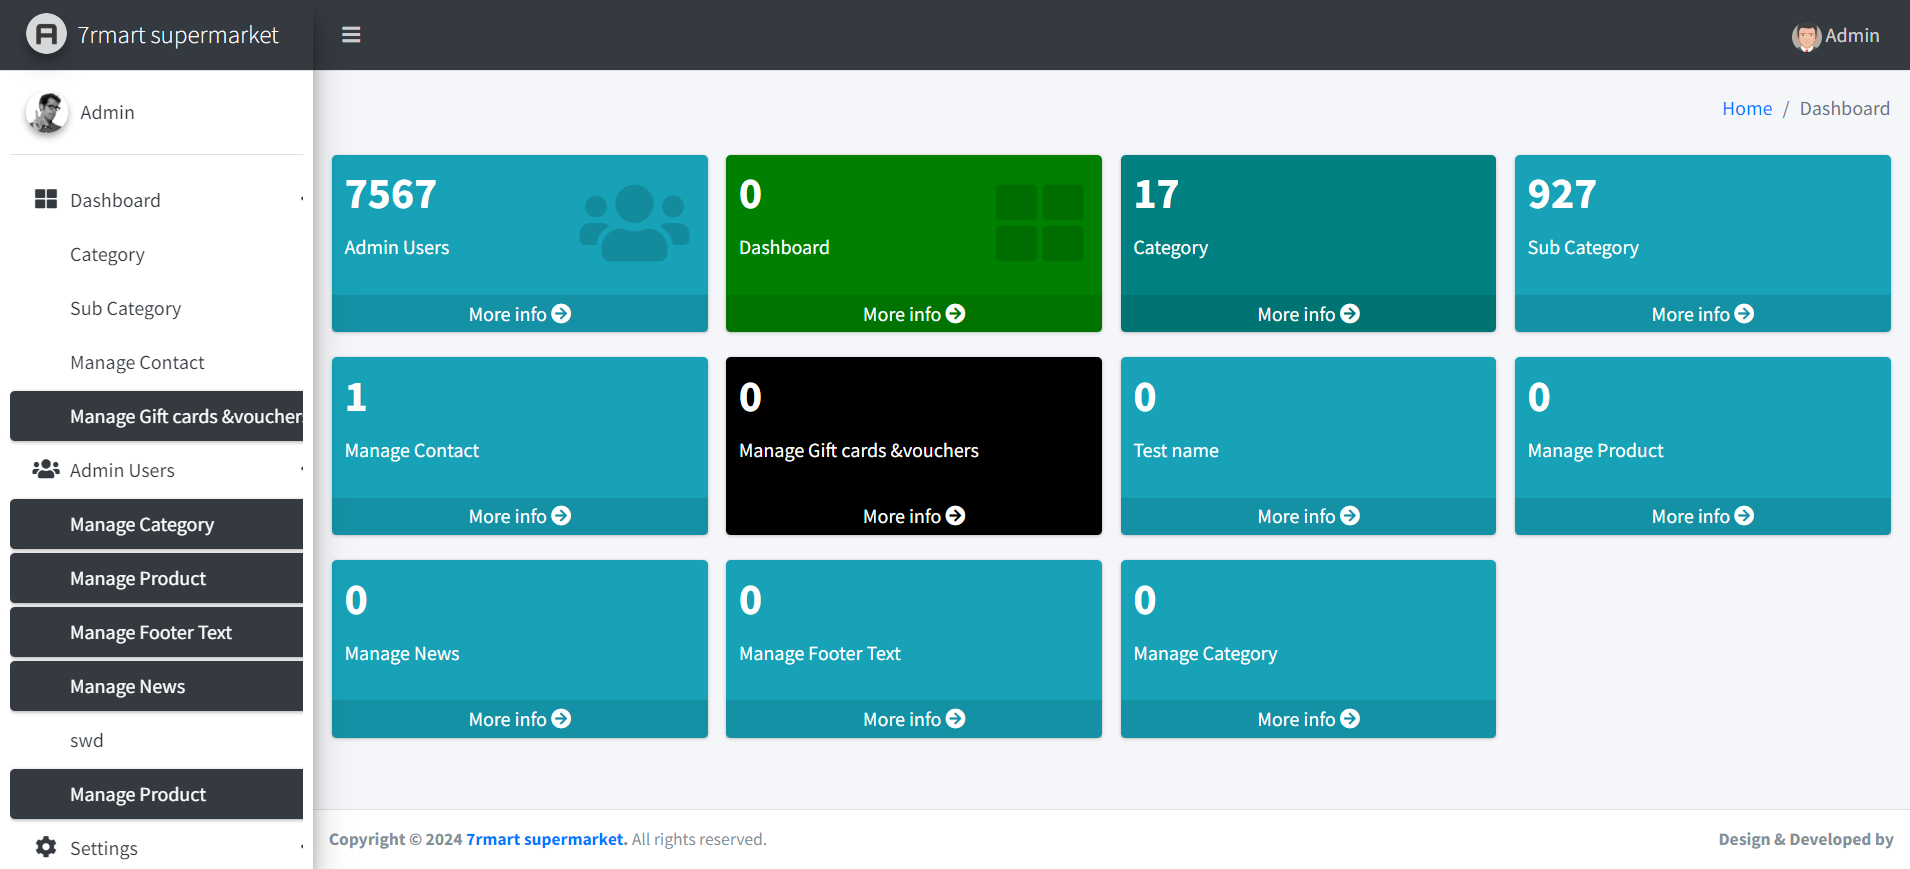 7rmart supermarket
Admin
Admin
Home / Dashboard
Dashboard
Category
Sub Category
Manage Contact
Manage Gift cards &vouchers
Admin Users
Manage Category
Manage Product
Manage Footer Text
Manage News
swd
Manage Product
Settings
7567
Admin Users
More info
0
Dashboard
More info
17
Category
More info
927
Sub Category
More info
1
Manage Contact
More info
0
Manage Gift cards &vouchers
More info
0
Test name
More info
0
Manage Product
More info
0
Manage News
More info
0
Manage Footer Text
More info
0
Manage Category
More info
Copyright © 2024 7rmart supermarket. All rights reserved.
Design & Developed by